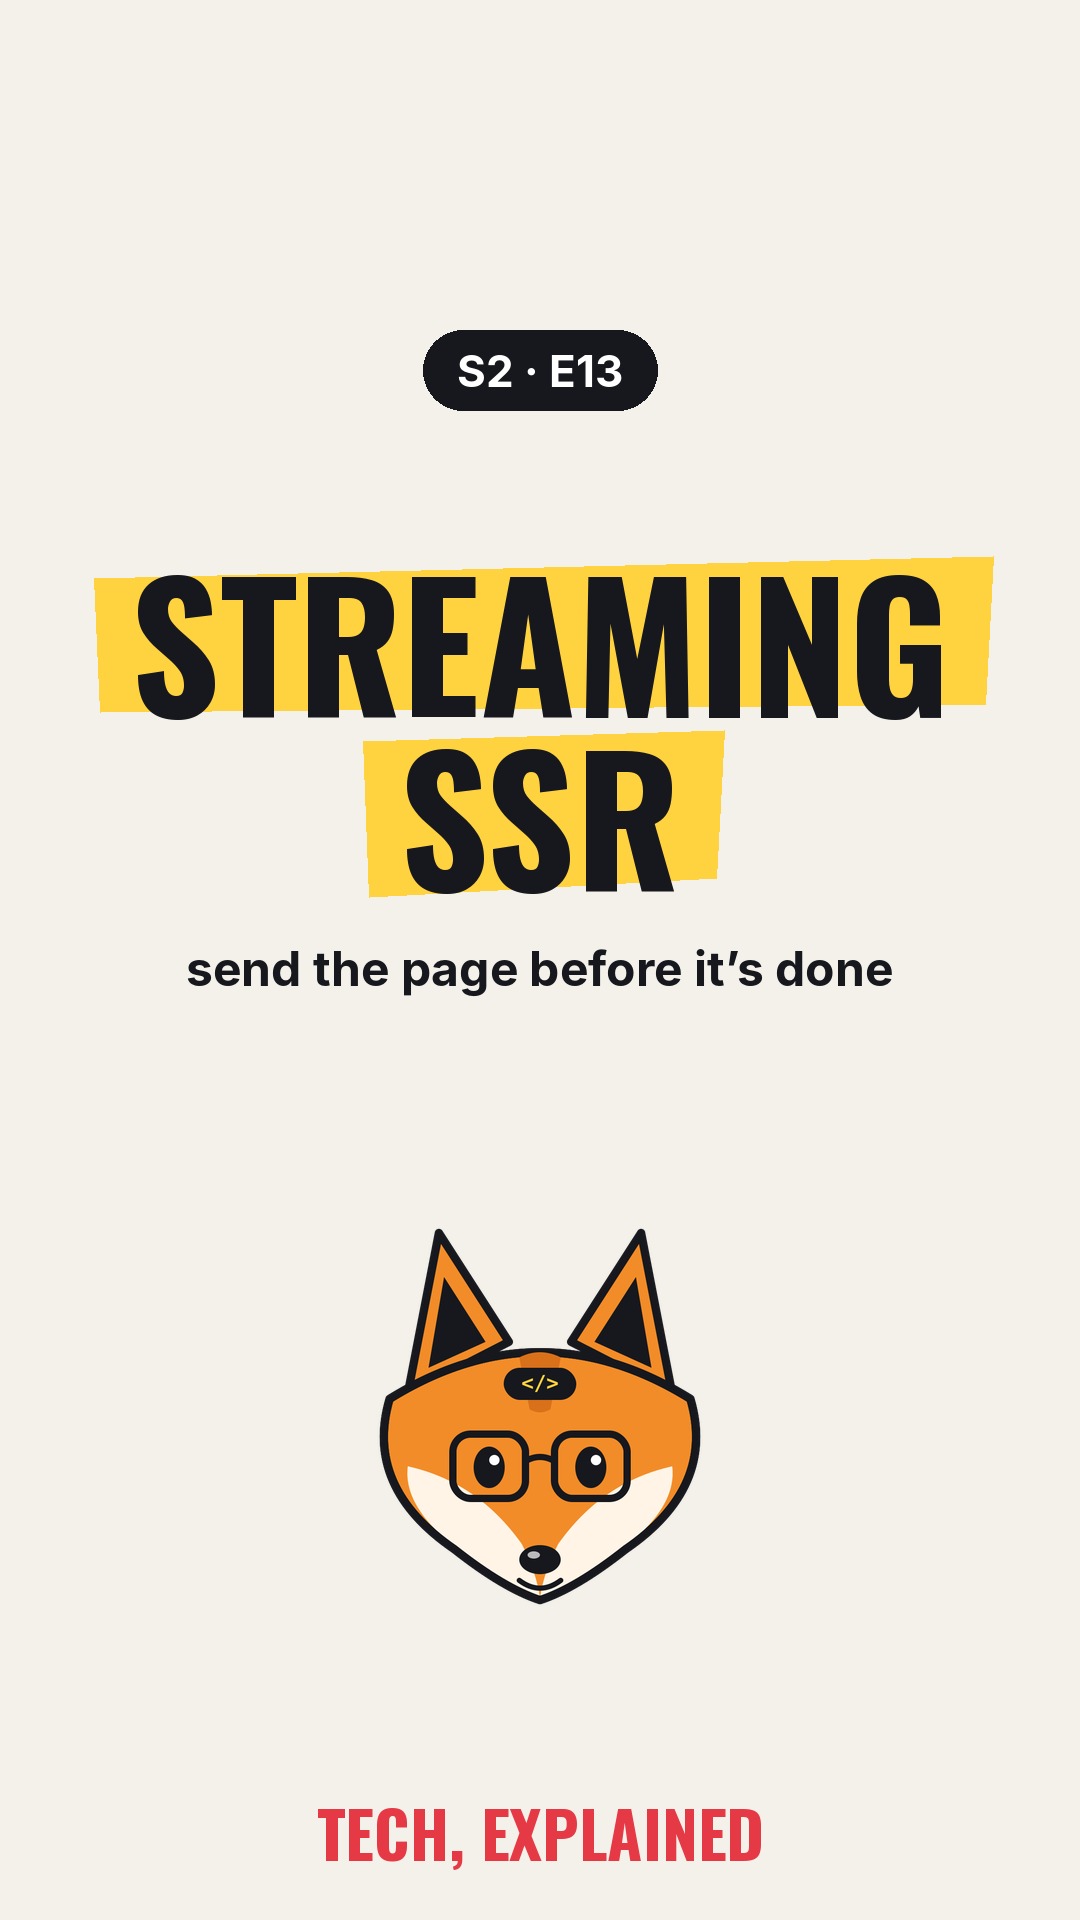 S2 · E13
STREAMING
SSR
send the page before it’s done
</>
TECH, EXPLAINED